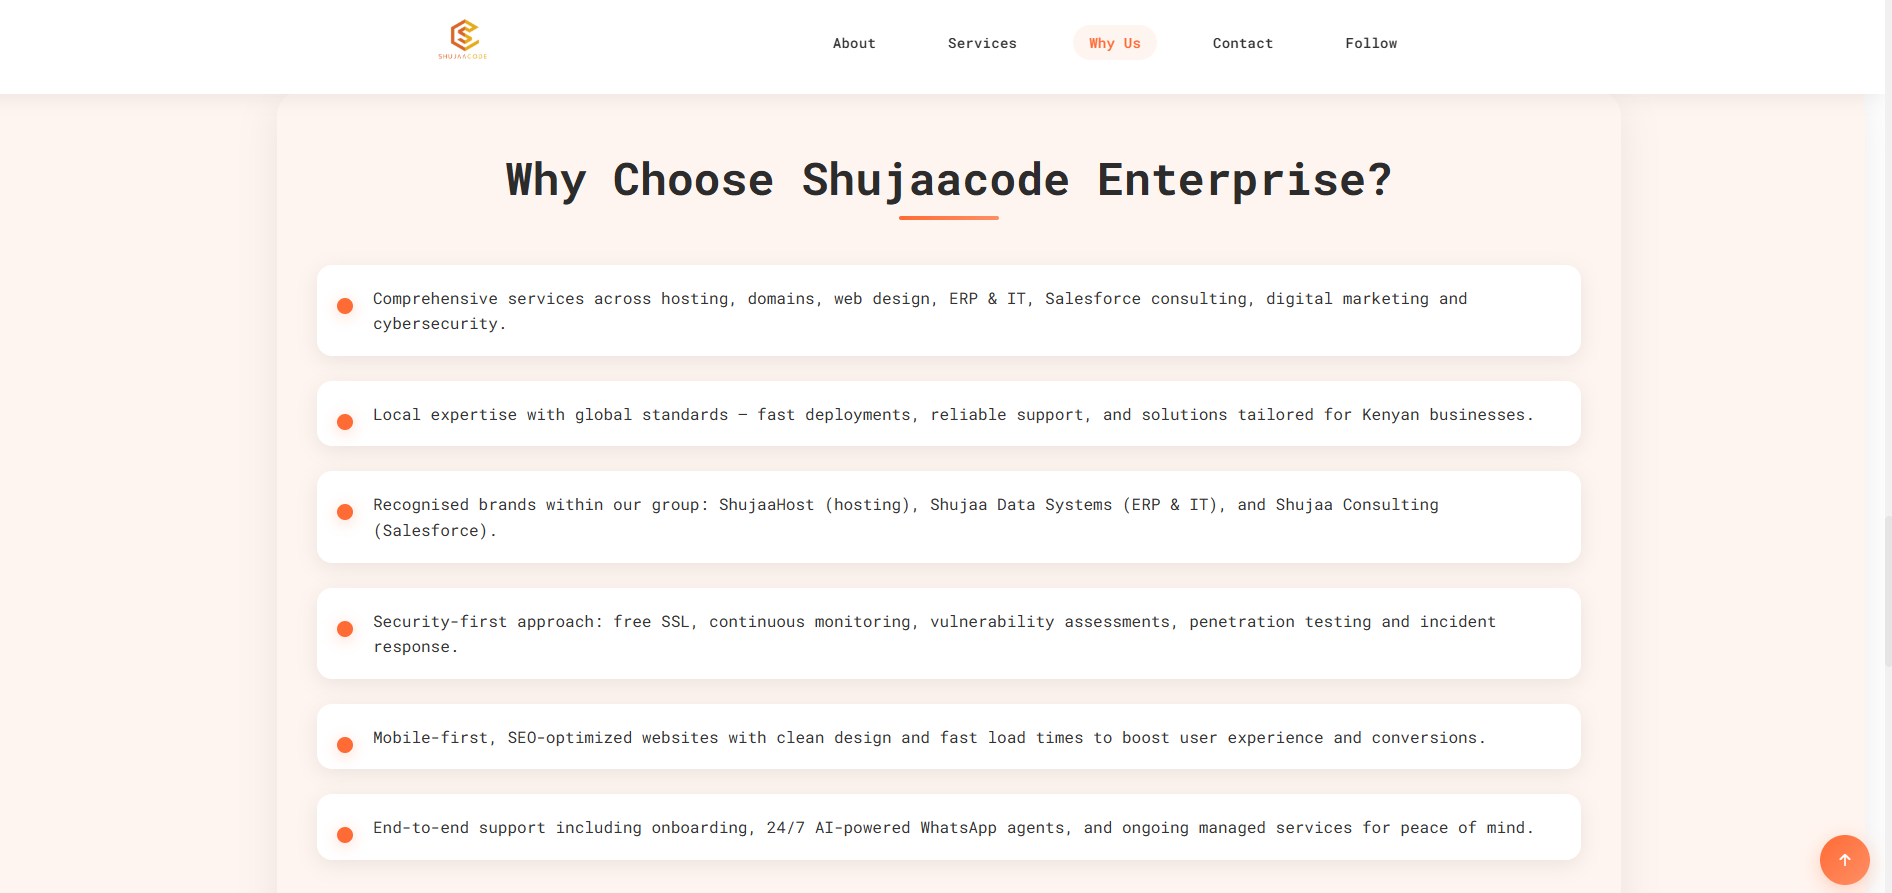 SHUJAACODE
About
Services
Why Us
Contact
Follow
Why Choose Shujaacode Enterprise?
Comprehensive services across hosting, domains, web design, ERP & IT, Salesforce consulting, digital marketing and
cybersecurity.
Local expertise with global standards — fast deployments, reliable support, and solutions tailored for Kenyan businesses.
Recognised brands within our group: ShujaaHost (hosting), Shujaa Data Systems (ERP & IT), and Shujaa Consulting
(Salesforce).
Security-first approach: free SSL, continuous monitoring, vulnerability assessments, penetration testing and incident
response.
Mobile-first, SEO-optimized websites with clean design and fast load times to boost user experience and conversions.
End-to-end support including onboarding, 24/7 AI-powered WhatsApp agents, and ongoing managed services for peace of mind.